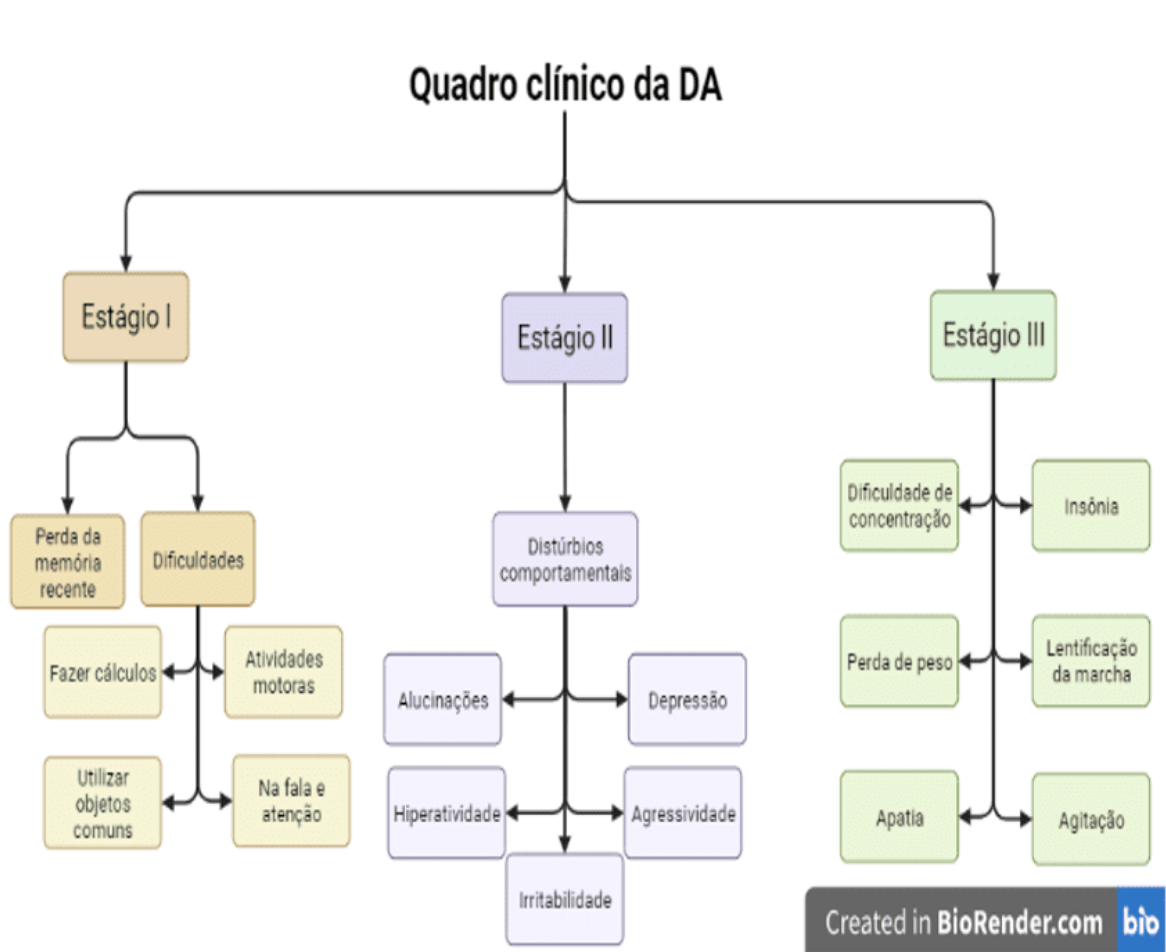 Quadro clínico da DA
Estágio I
Estágio II
Estágio III
Perda da
memória
recente
Dificuldades
Fazer cálculos
Atividades
motoras
Utilizar
objetos
comuns
Na fala e
atenção
Distúrbios
comportamentais
Alucinações
Depressão
Hiperatividade
Agressividade
Irritabilidade
Dificuldade de
concentração
Insônia
Perda de peso
Lentificação
da marcha
Apatia
Agitação
Created in BioRender.com bio